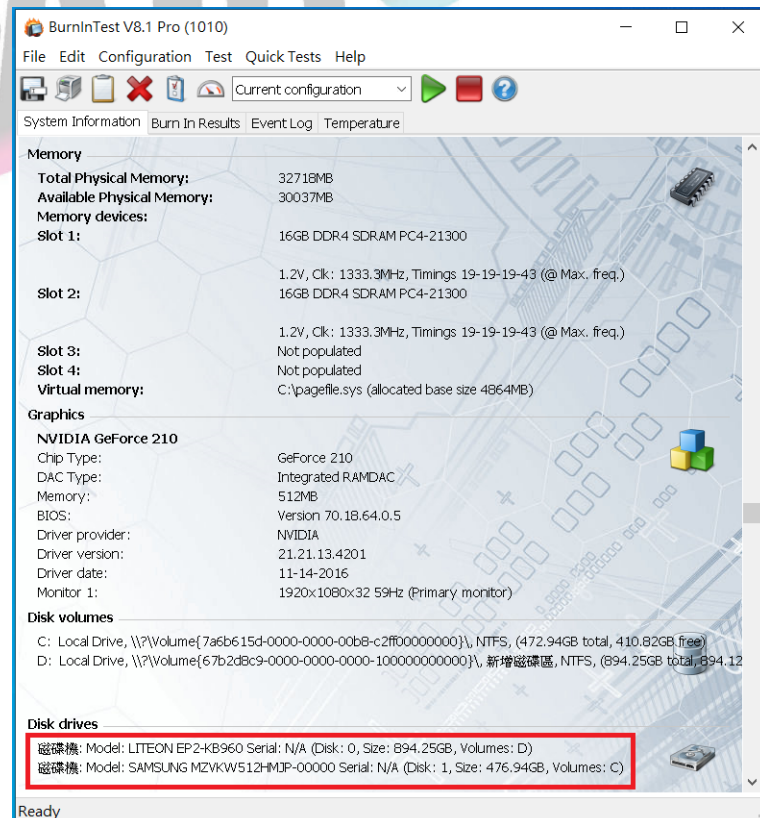 BurnInTest V8.1 Pro (1010)
File Edit Configuration Test Quick Tests Help
Current configuration
System Information Burn In Results Event Log Temperature
Memory
Total Physical Memory: 32718MB
Available Physical Memory: 30037MB
Memory devices:
Slot 1: 16GB DDR4 SDRAM PC4-21300
1.2V, Clk: 1333.3MHz, Timings 19-19-19-43 (@ Max. freq.)
Slot 2: 16GB DDR4 SDRAM PC4-21300
1.2V, Clk: 1333.3MHz, Timings 19-19-19-43 (@ Max. freq.)
Slot 3: Not populated
Slot 4: Not populated
Virtual memory: C:\pagefile.sys (allocated base size 4864MB)
Graphics
NVIDIA GeForce 210
Chip Type: GeForce 210
DAC Type: Integrated RAMDAC
Memory: 512MB
BIOS: Version 70.18.64.0.5
Driver provider: NVIDIA
Driver version: 21.21.13.4201
Driver date: 11-14-2016
Monitor 1: 1920x1080x32 59Hz (Primary monitor)
Disk volumes
C: Local Drive, \\?\Volume{7a6b615d-0000-0000-00b8-c2ff00000000}\, NTFS, (472.94GB total, 410.82GB free)
D: Local Drive, \\?\Volume{67b2d8c9-0000-0000-0000-100000000000}\, 新增磁碟區, NTFS, (894.25GB total, 894.12
Disk drives
磁碟機: Model: LITEON EP2-KB960 Serial: N/A (Disk: 0, Size: 894.25GB, Volumes: D)
磁碟機: Model: SAMSUNG MZVKW512HMJP-00000 Serial: N/A (Disk: 1, Size: 476.94GB, Volumes: C)
Ready